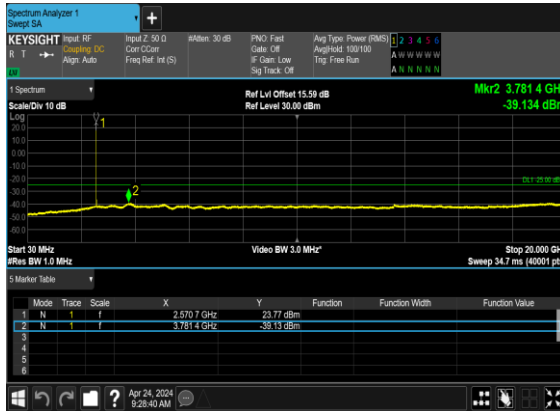 Spectrum Analyzer 1
Swept SA
+
KEYSIGHT
R T
Input: RF
Coupling: DC
Align: Auto
Input Z: 50 Ω
Corr CCorr
Freq Ref: Int (S)
#Atten: 30 dB
PNO: Fast
Gate: Off
IF Gain: Low
Sig Track: Off
Avg Type: Power (RMS)
Avg|Hold: 100/100
Trig: Free Run
1 2 3 4 5 6
A W W W W W
A N N N N N
1 Spectrum
Scale/Div 10 dB
Ref Lvl Offset 15.59 dB
Ref Level 30.00 dBm
Mkr2 3.781 4 GH
-39.134 dBr
Log
20.0
10.0
0.00
-10.0
-20.0
-30.0
-40.0
-50.0
-60.0
1
2
DL1 -25.00 dB
Start 30 MHz
#Res BW 1.0 MHz
Video BW 3.0 MHz*
Stop 20.000 GH
Sweep 34.7 ms (40001 pts
5 Marker Table
Mode Trace Scale X Y Function Function Width Function Value
1 N 1 f 2.570 7 GHz 23.77 dBm
2 N 1 f 3.781 4 GHz -39.13 dBm
3
4
5
6
?
Apr 24, 2024
9:28:40 AM